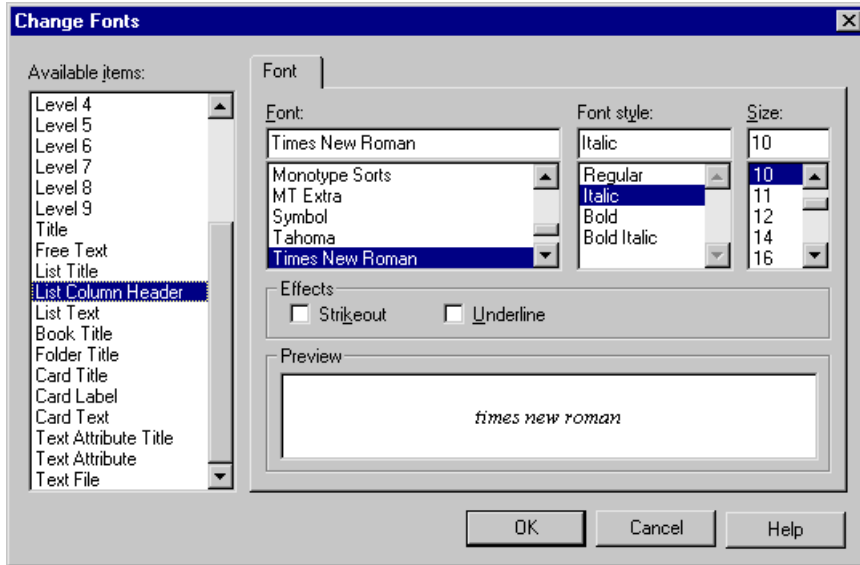 Change Fonts
Available items:
Level 4
Level 5
Level 6
Level 7
Level 8
Level 9
Title
Free Text
List Title
List Column Header
List Text
Book Title
Folder Title
Card Title
Card Label
Card Text
Text Attribute Title
Text Attribute
Text File
Font
Font:
Times New Roman
Monotype Sorts
MT Extra
Symbol
Tahoma
Times New Roman
Font style:
Italic
Regular
Italic
Bold
Bold Italic
Size:
10
10
11
12
14
16
Effects
Strikeout
Underline
Preview
times new roman
OK
Cancel
Help